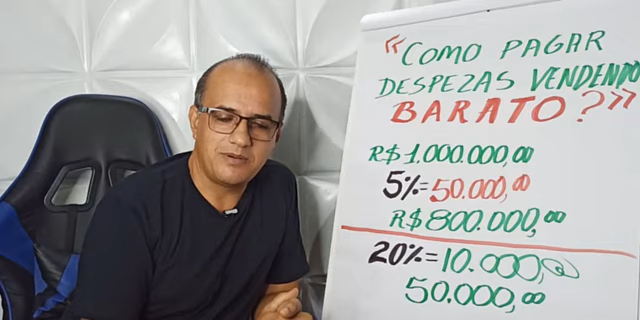 "COMO PAGAR
DESPEZAS VENDENDO
BARATO?"
R$1.000.000,00
5%=50.000,00
R$800.000,00
20%=10.000,00
50.000,00